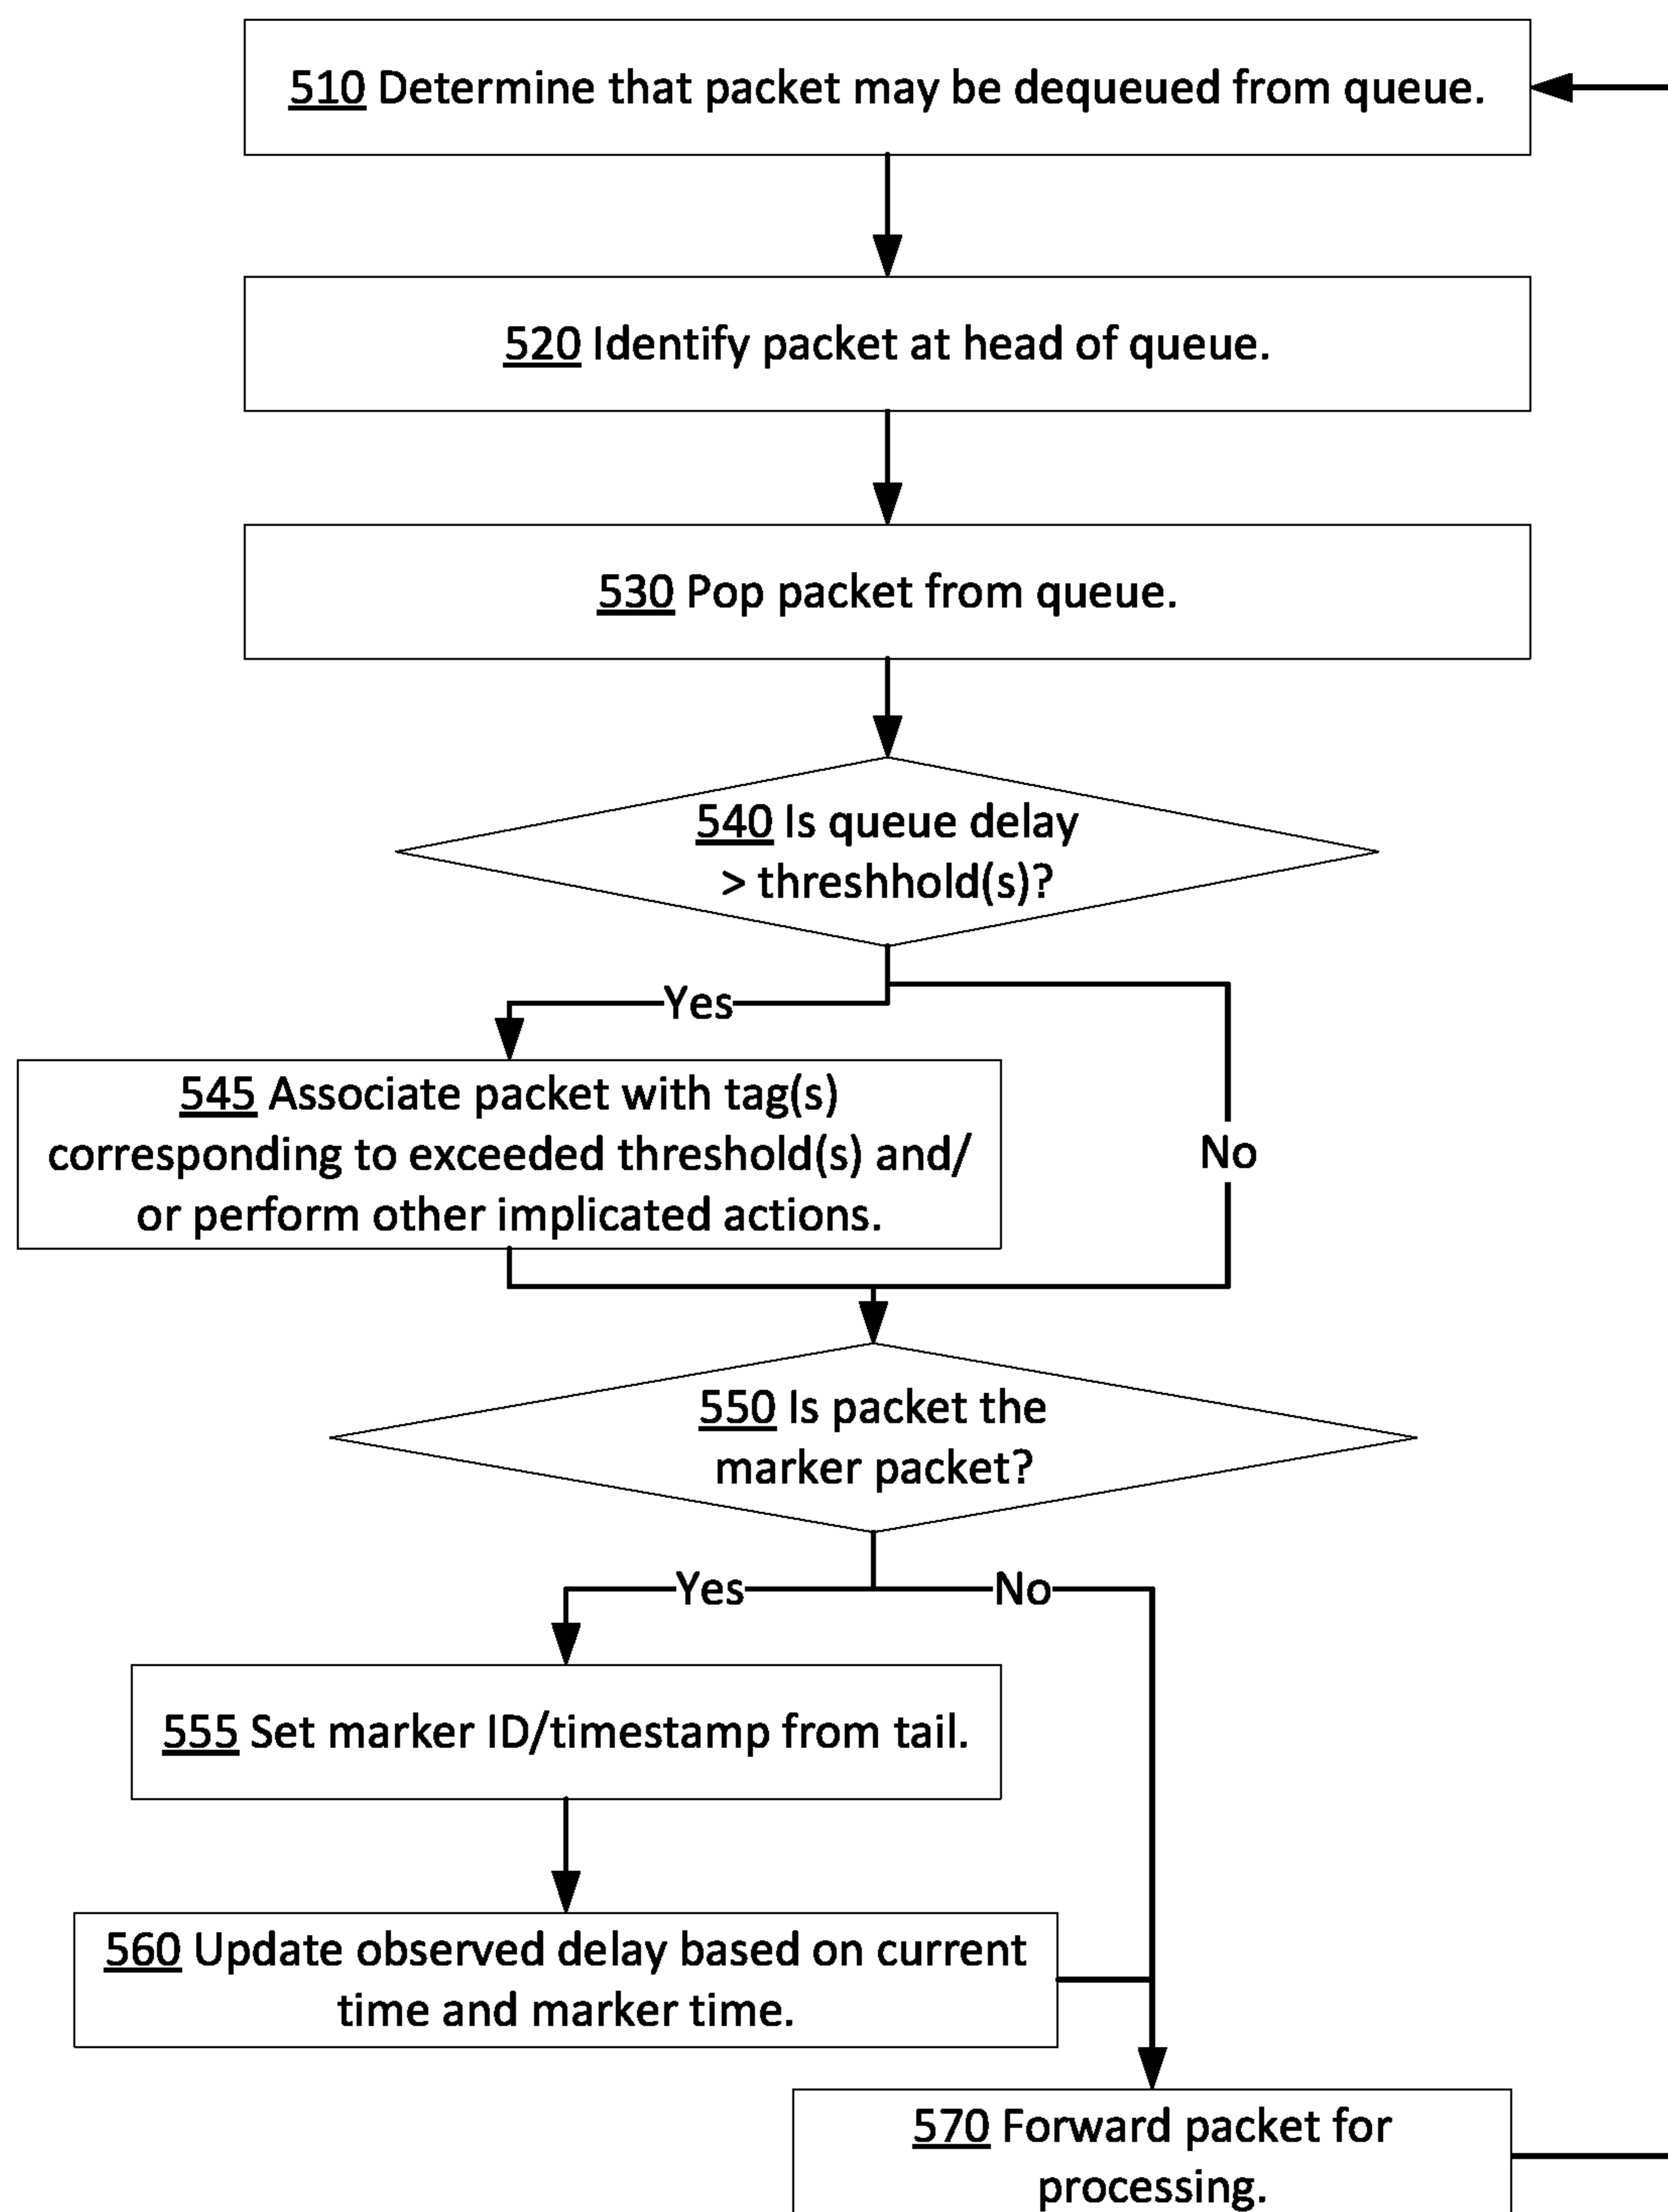 510 Determine that packet may be dequeued from queue.
520 Identify packet at head of queue.
530 Pop packet from queue.
540 Is queue delay
> threshhold(s)?
Yes
545 Associate packet with tag(s)
corresponding to exceeded threshold(s) and/
or perform other implicated actions.
No
550 Is packet the
marker packet?
Yes
No
555 Set marker ID/timestamp from tail.
560 Update observed delay based on current
time and marker time.
570 Forward packet for
processing.